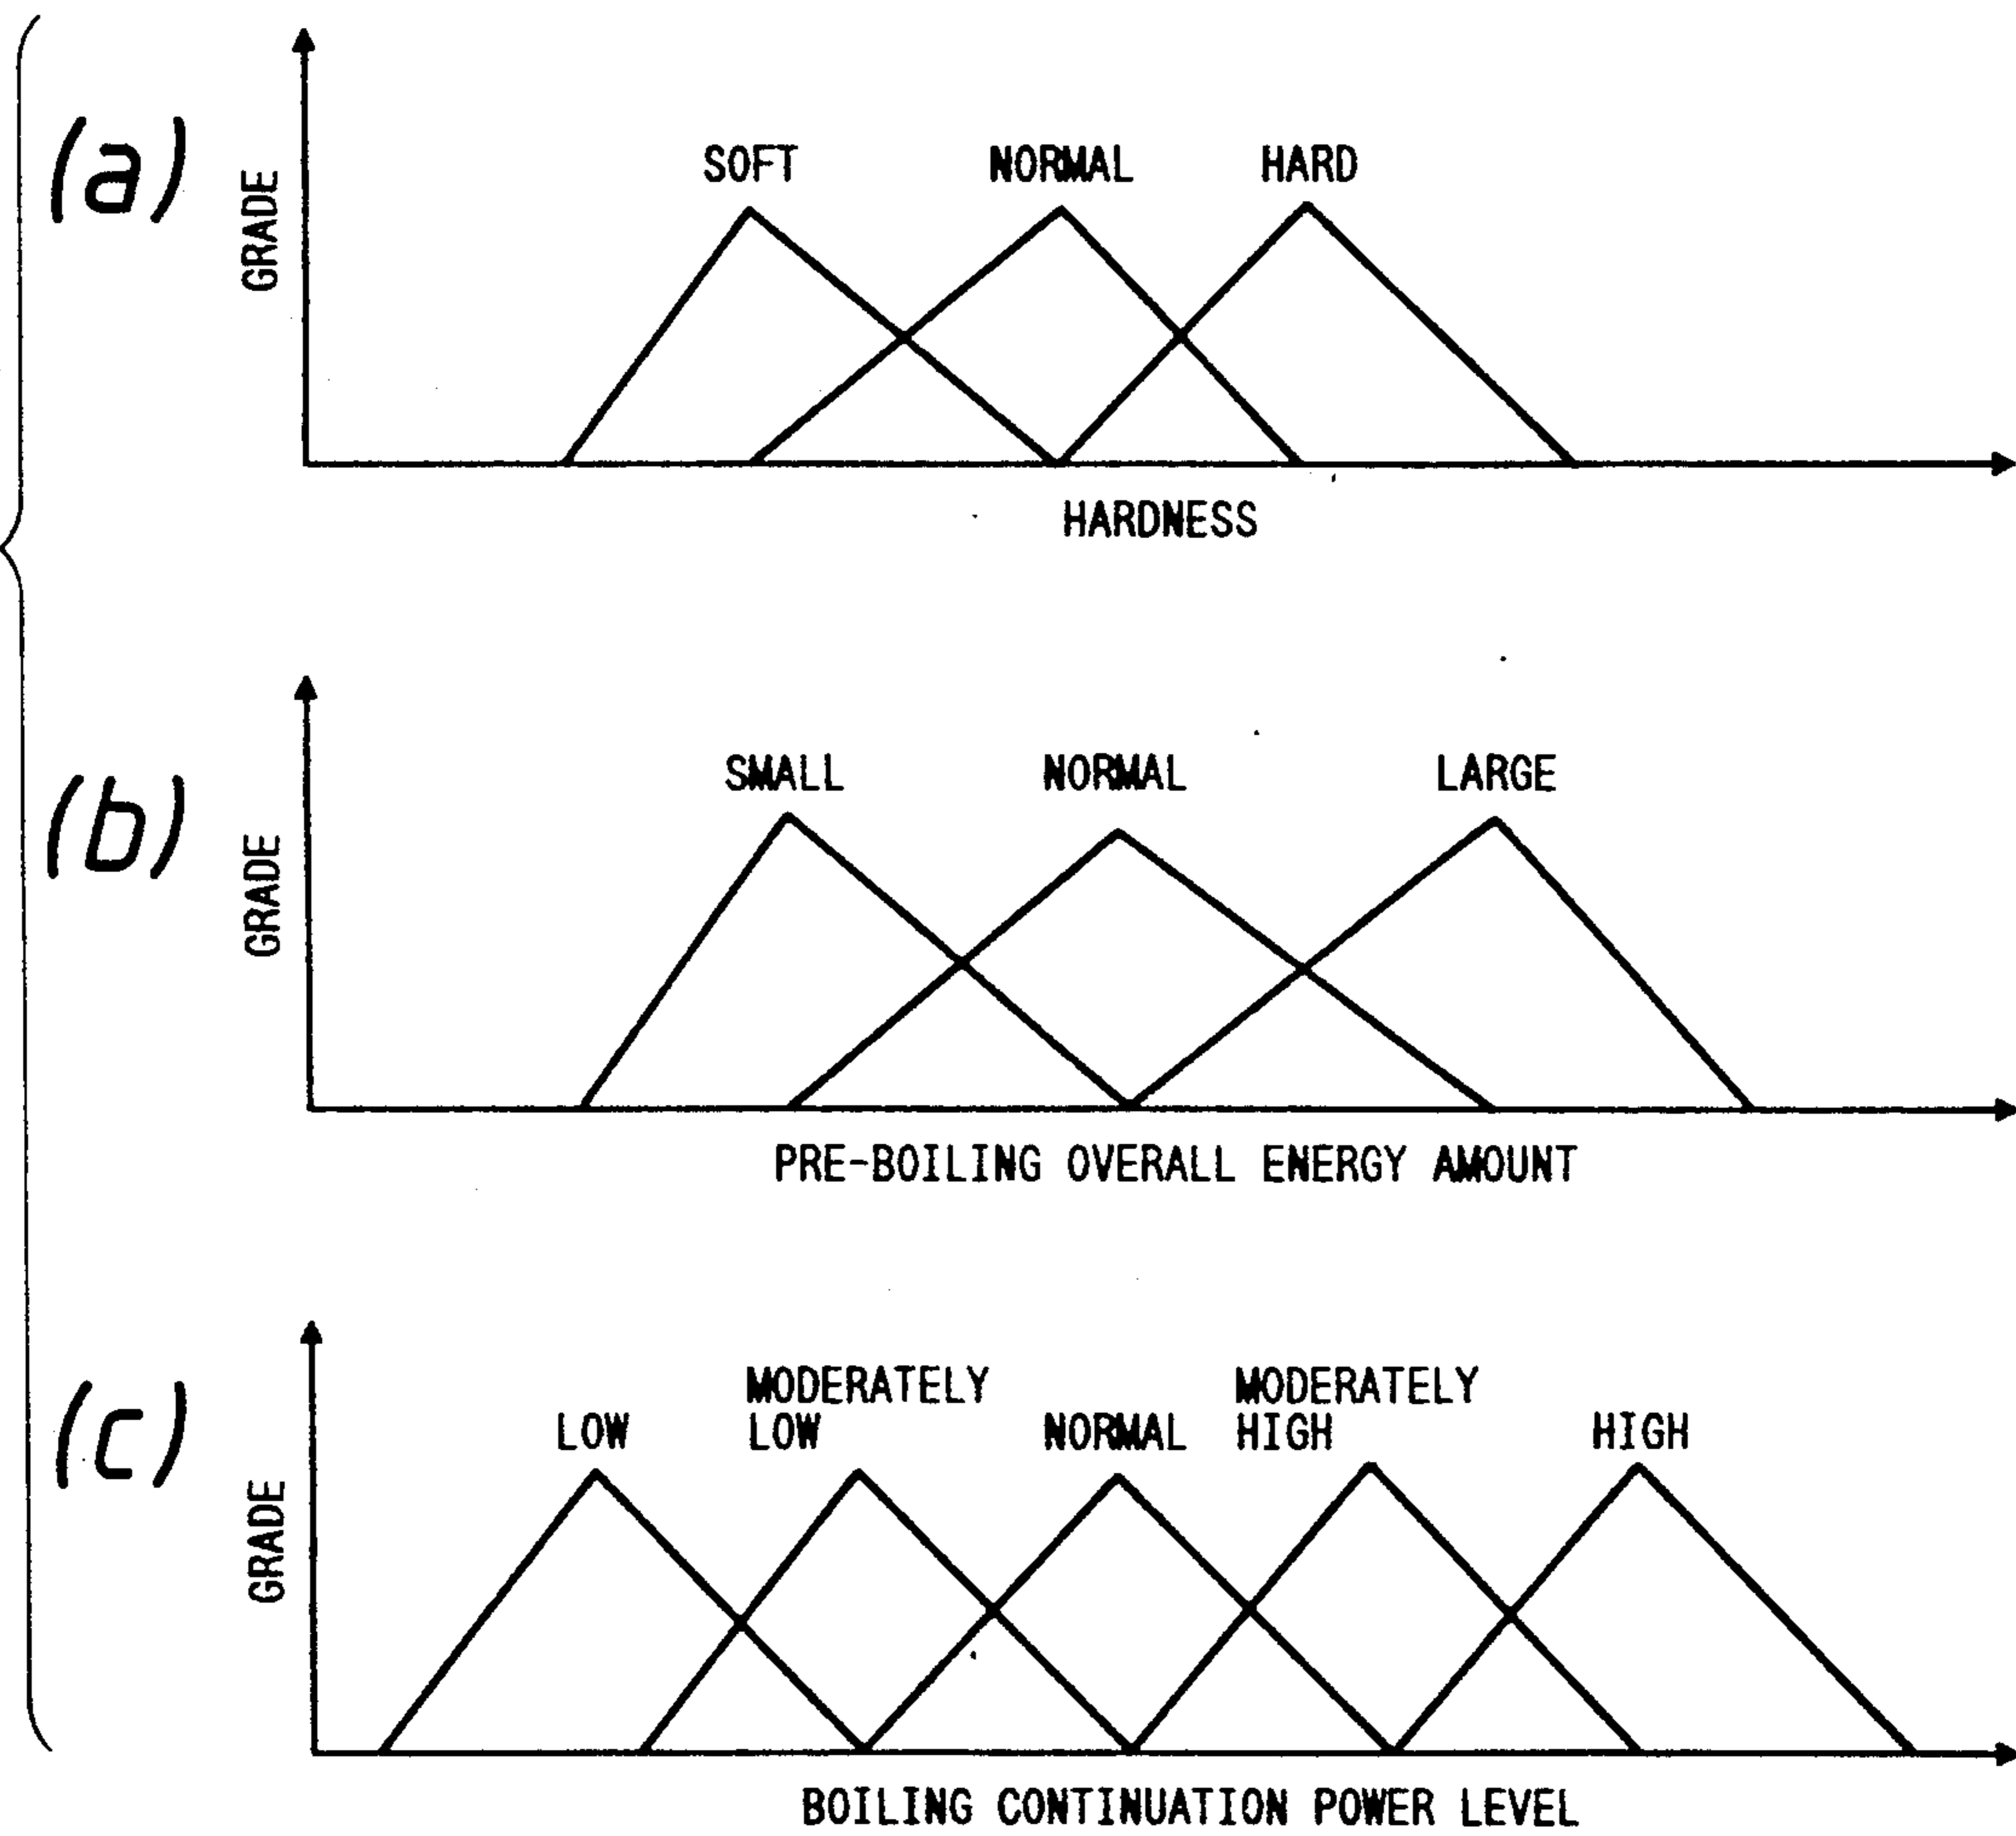 (a)
GRADE
SOFT NORMAL HARD
HARDNESS
(b)
GRADE
SMALL NORMAL LARGE
PRE-BOILING OVERALL ENERGY AMOUNT
(c)
GRADE
LOW
MODERATELY
LOW
NORMAL
MODERATELY
HIGH
HIGH
BOILING CONTINUATION POWER LEVEL